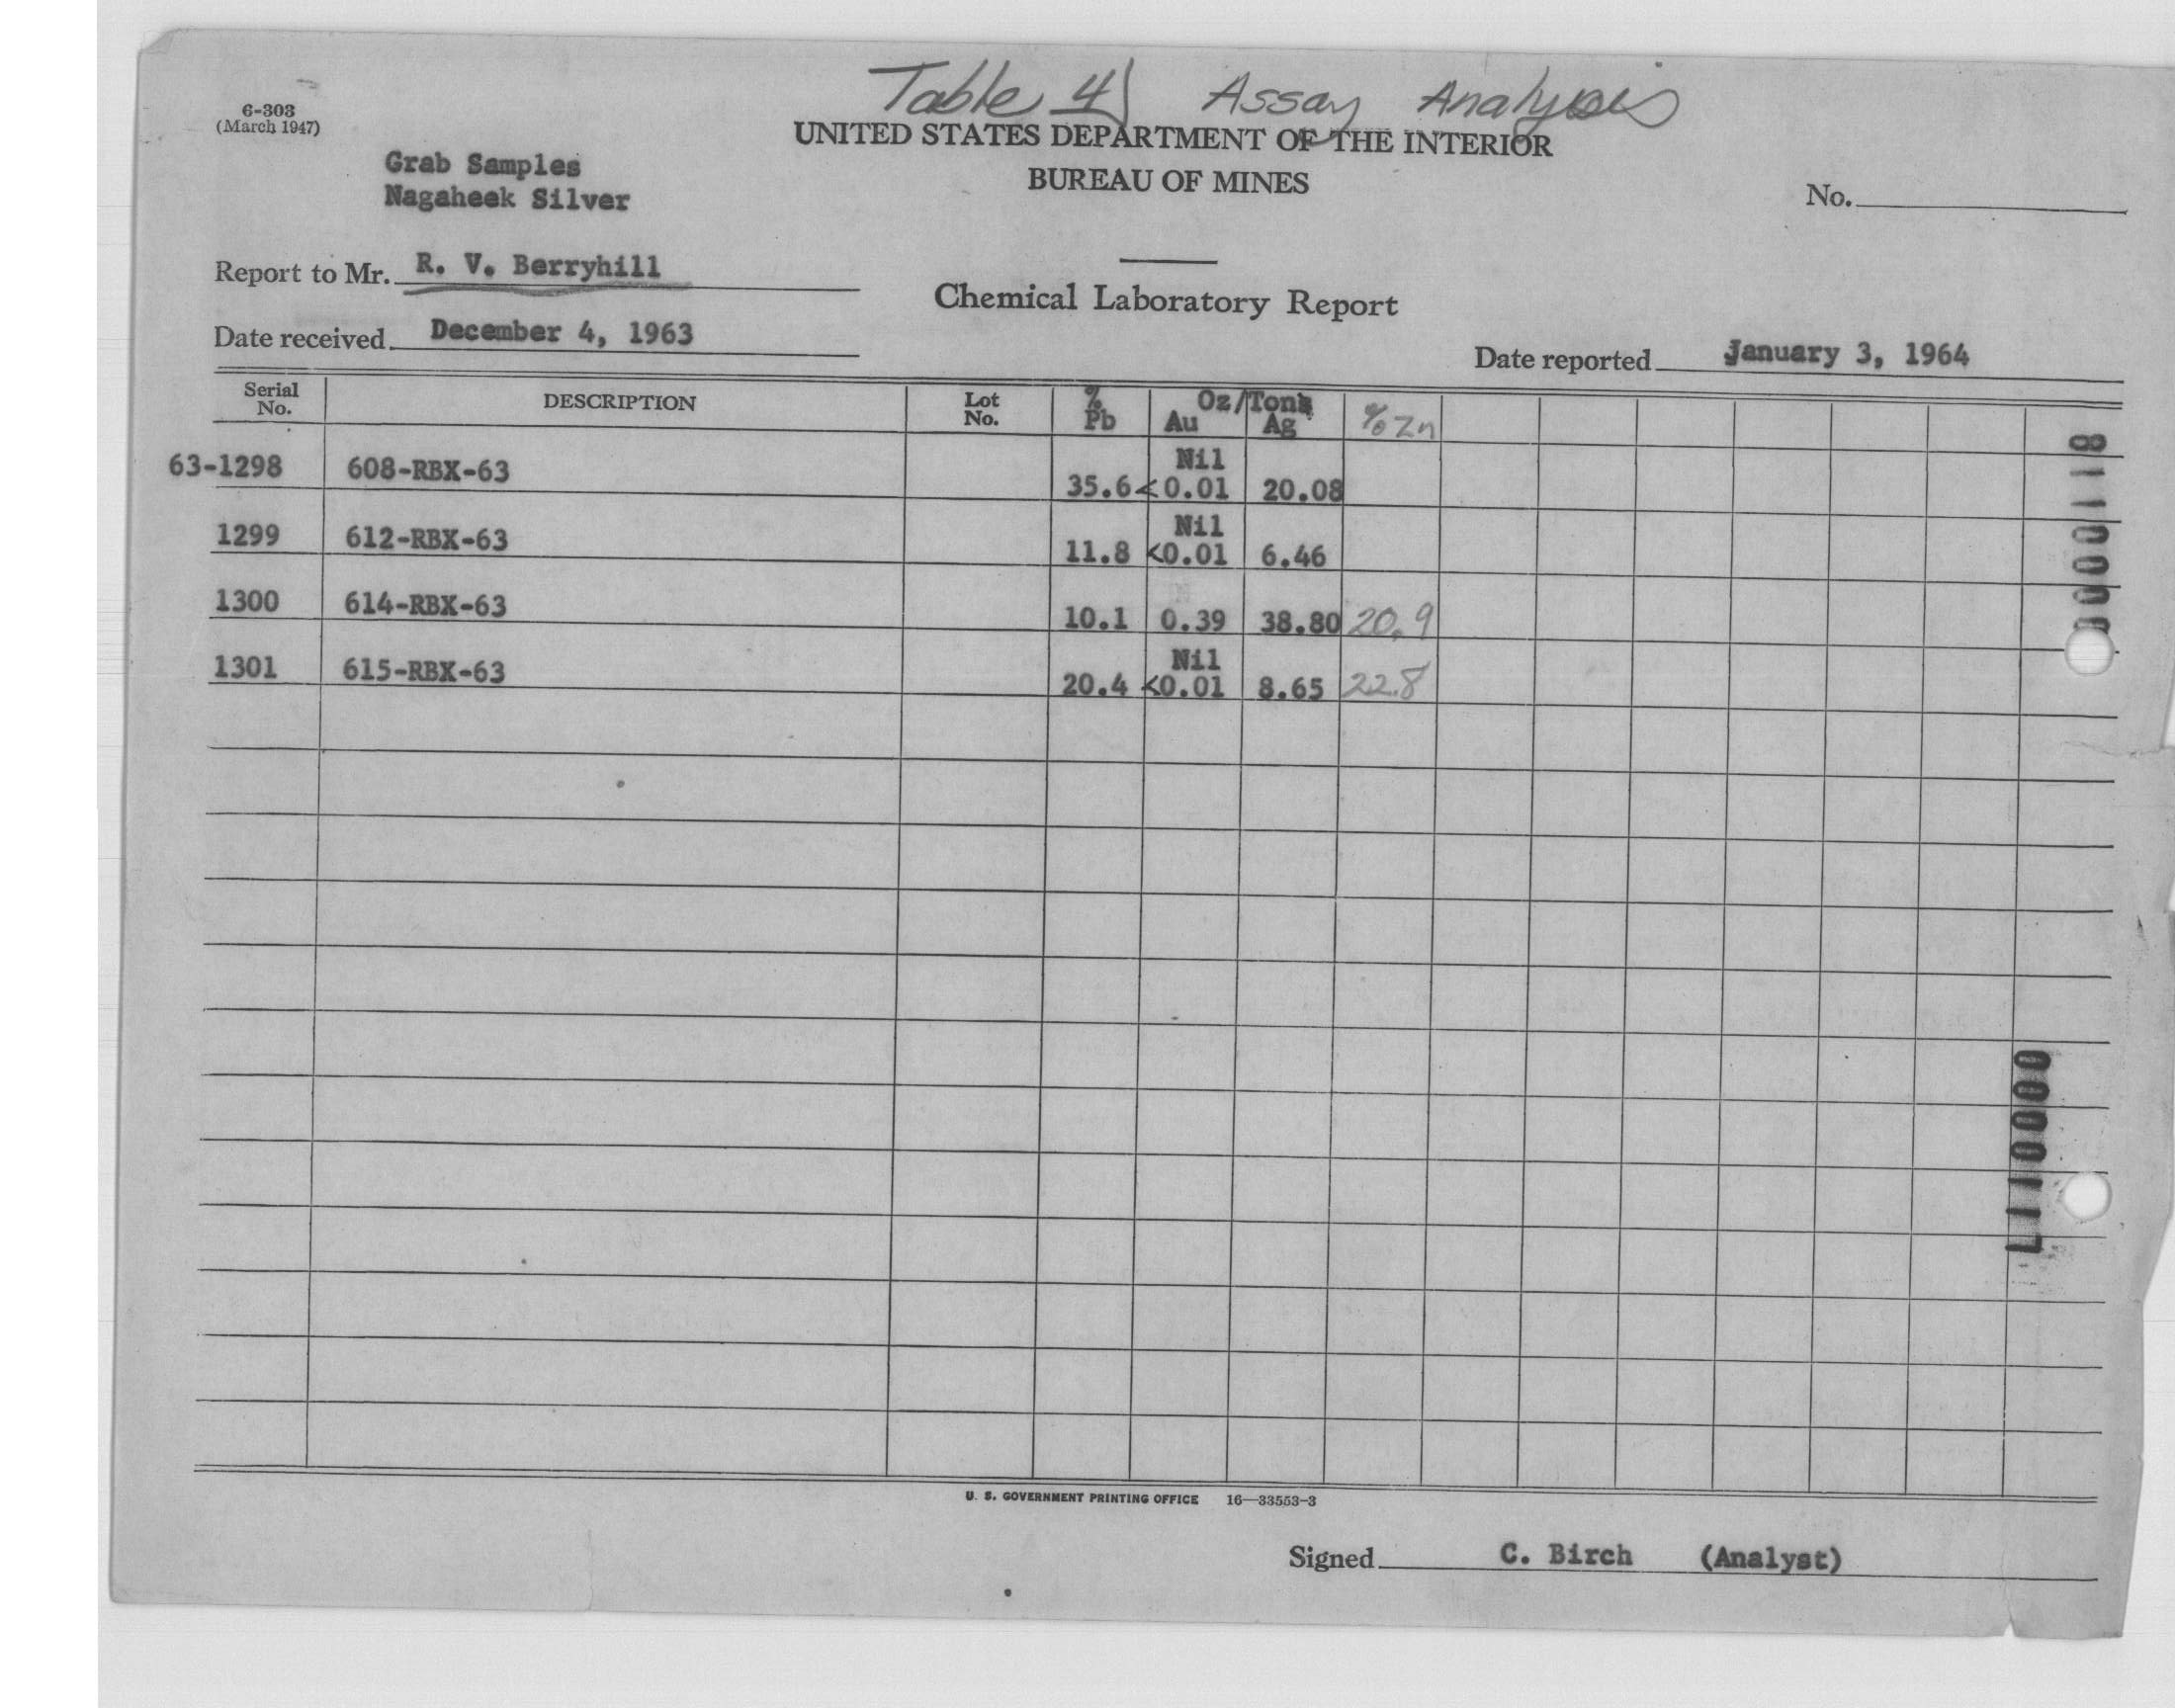 Table 4) Assay Analysis
6-303
(March 1947)
UNITED STATES DEPARTMENT OF THE INTERIOR
BUREAU OF MINES
Grab Samples
Nagaheek Silver
No.
Report to Mr. R. V. Berryhill
Chemical Laboratory Report
Date received December 4, 1963
Date reported January 3, 1964
Serial No. DESCRIPTION Lot No. % Pb Oz/Tons Au Ag % Zn
63-1298 608-RBX-63 35.6 Nil <0.01 20.08
1299 612-RBX-63 11.8 Nil <0.01 6.46
1300 614-RBX-63 10.1 0.39 38.80 20.9
1301 615-RBX-63 20.4 Nil <0.01 8.65 22.8
0000118
0000117
U. S. GOVERNMENT PRINTING OFFICE 16—33553-3
Signed C. Birch (Analyst)